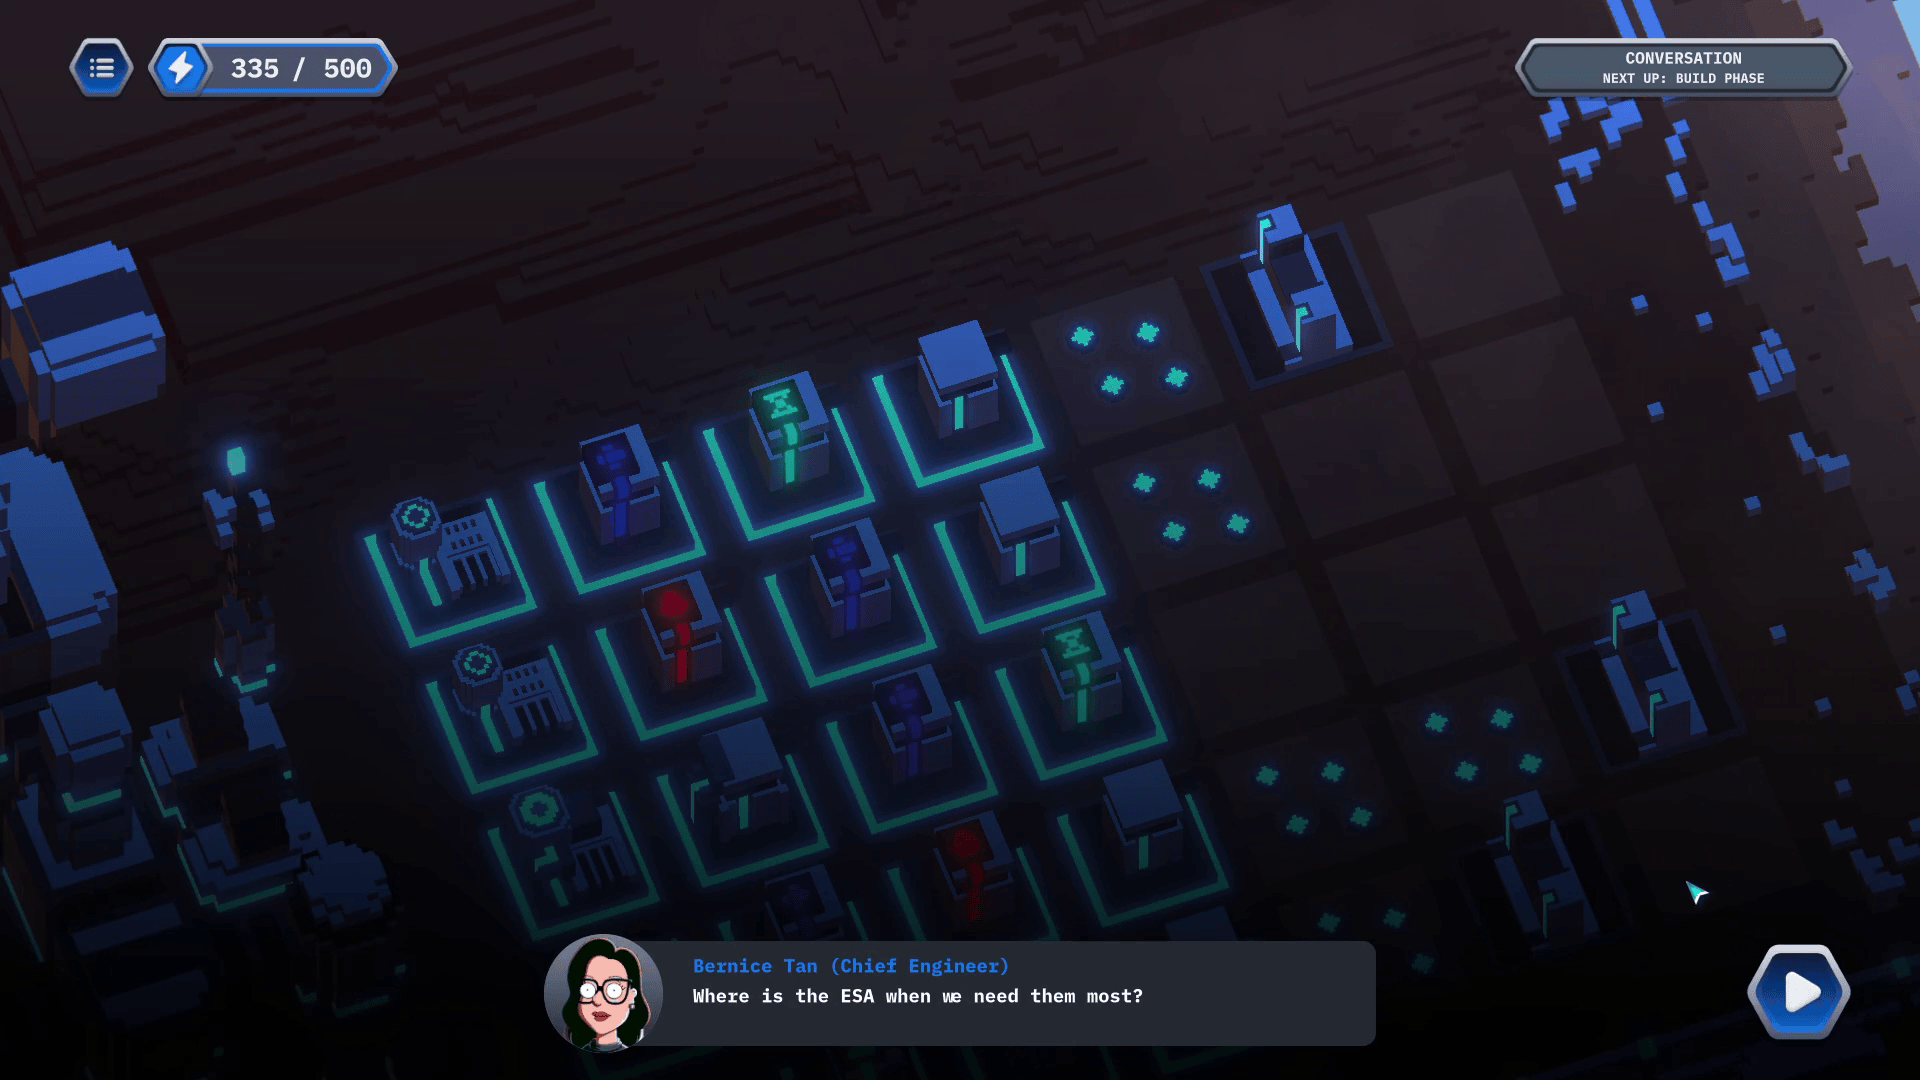 335 / 500
CONVERSATION
NEXT UP: BUILD PHASE
Bernice Tan (Chief Engineer)
Where is the ESA when we need them most?